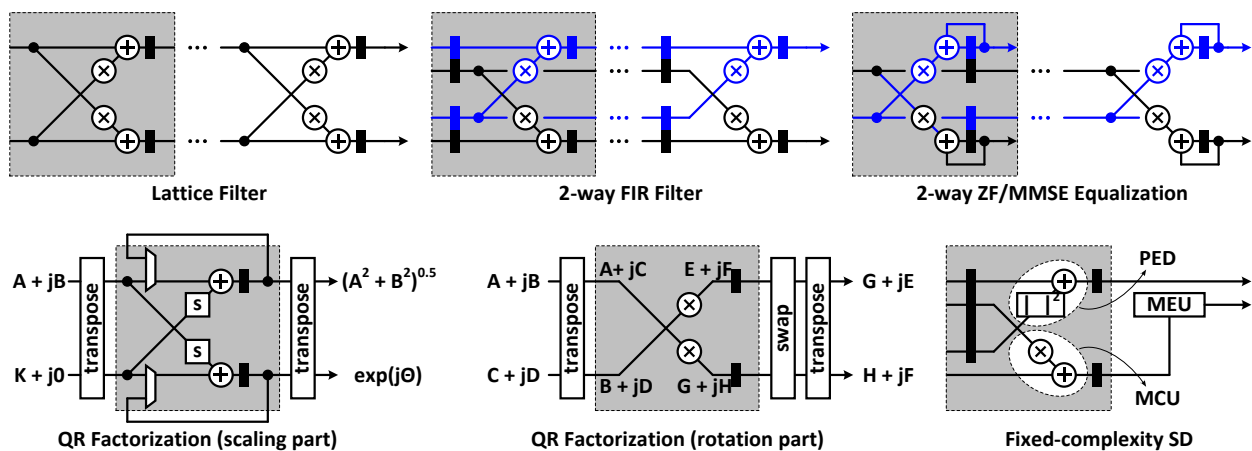 Lattice Filter
2-way FIR Filter
2-way ZF/MMSE Equalization
A + jB
K + j0
transpose
S
S
transpose
(A² + B²)^0.5
exp(jΘ)
QR Factorization (scaling part)
A + jB
C + jD
transpose
A+ jC
E + jF
B + jD
G + jH
swap
transpose
G + jE
H + jF
QR Factorization (rotation part)
| |²
PED
MEU
MCU
Fixed-complexity SD